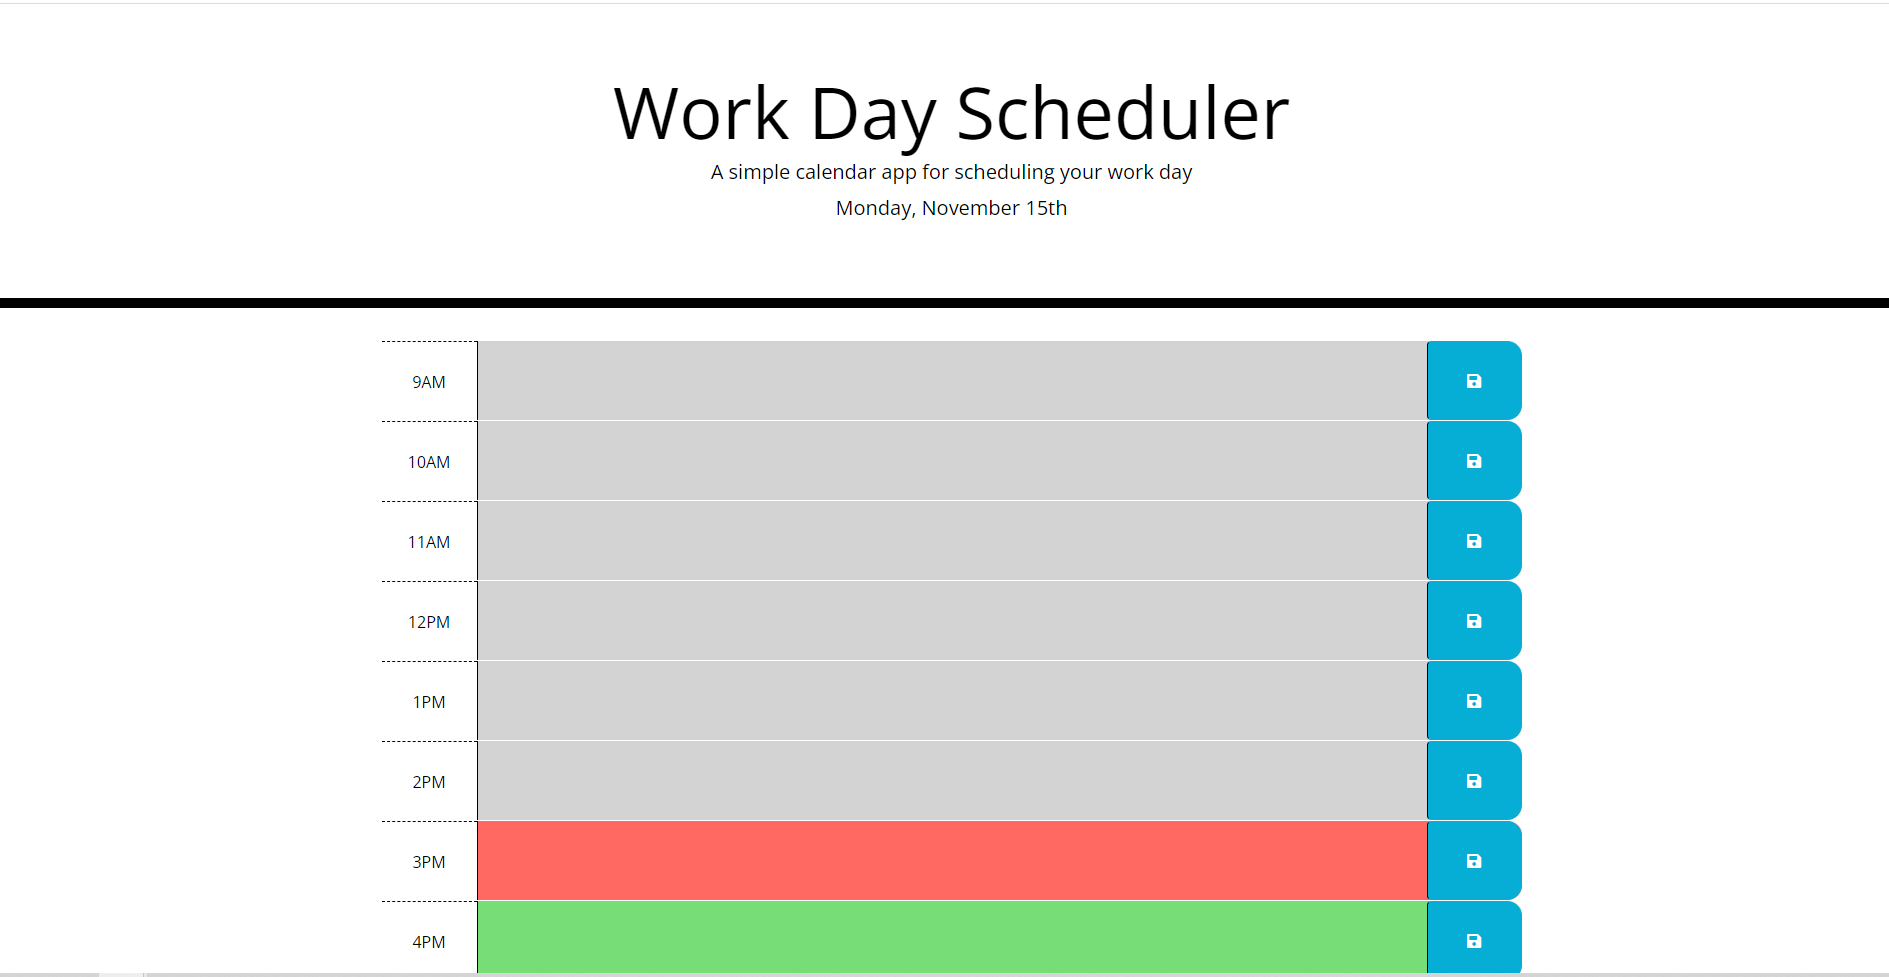 Work Day Scheduler
A simple calendar app for scheduling your work day
Monday, November 15th
9AM
10AM
11AM
12PM
1PM
2PM
3PM
4PM